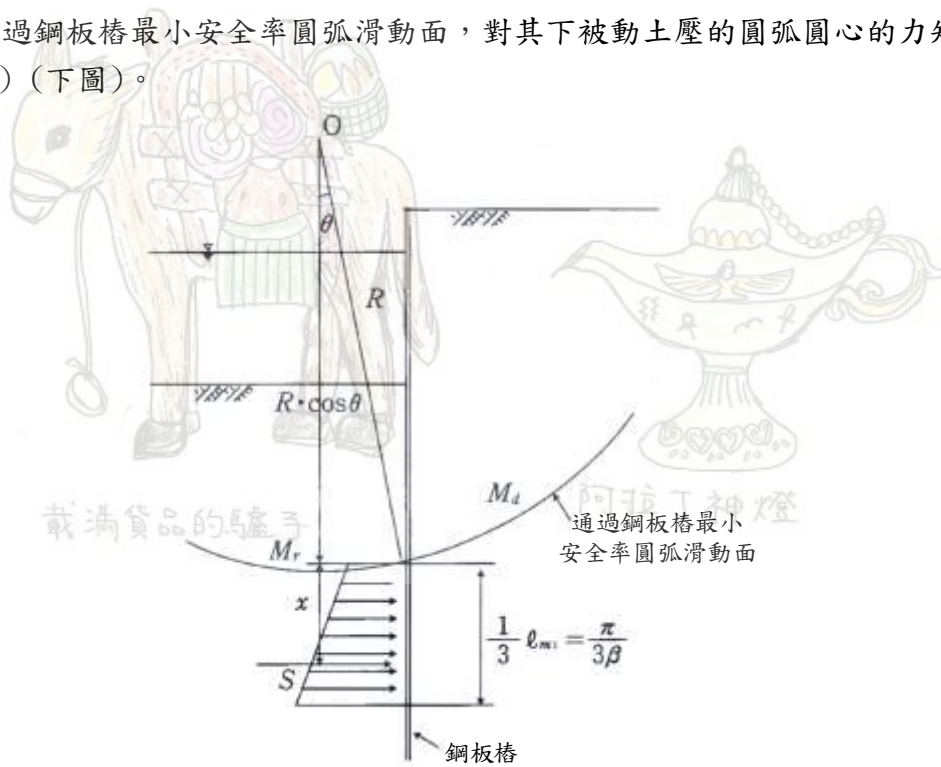 過鋼板樁最小安全率圓弧滑動面，對其下被動土壓的圓弧圓心的力
）（下圖）。
O
θ
R
R·cosθ
M_d
載滿貨品的驢子
阿拉丁神燈
通過鋼板樁最小
安全率圓弧滑動面
M_r
x
1/3 ℓ_m1 = π/3β
S
鋼板樁